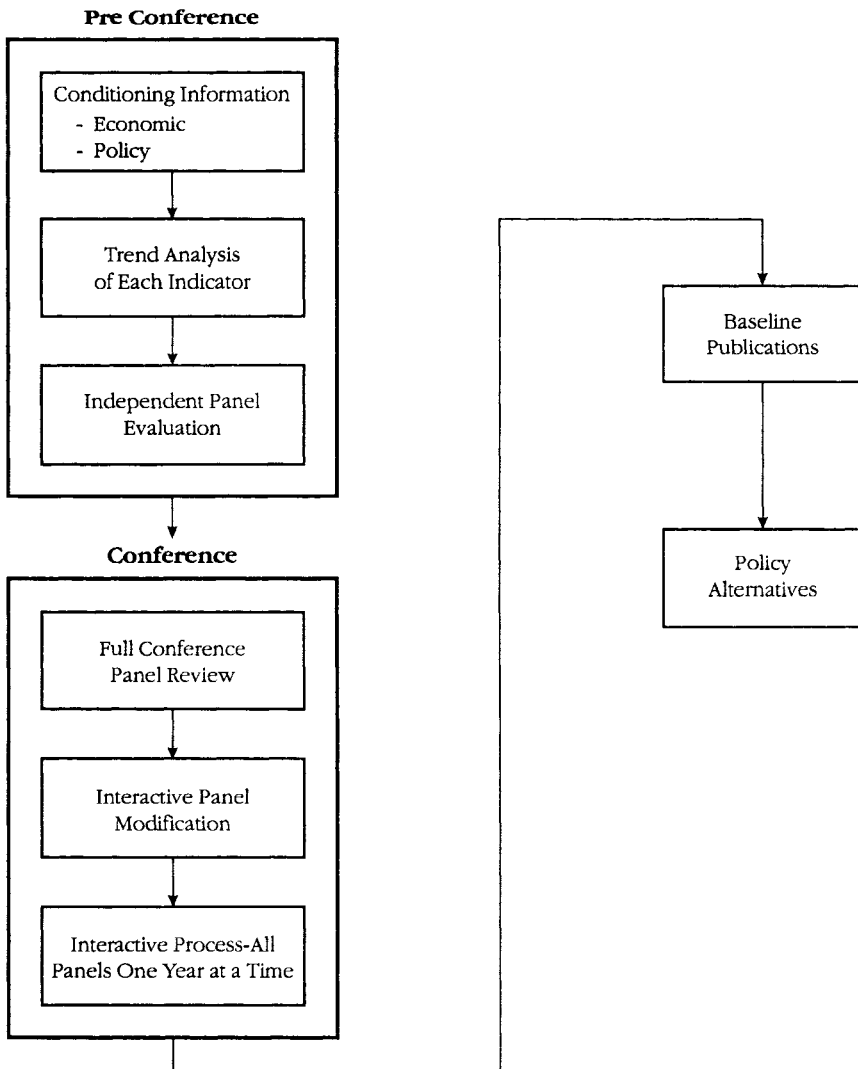 Pre Conference
Conditioning Information
- Economic
- Policy
Trend Analysis
of Each Indicator
Independent Panel
Evaluation
Conference
Full Conference
Panel Review
Interactive Panel
Modification
Interactive Process-All
Panels One Year at a Time
Baseline
Publications
Policy
Alternatives